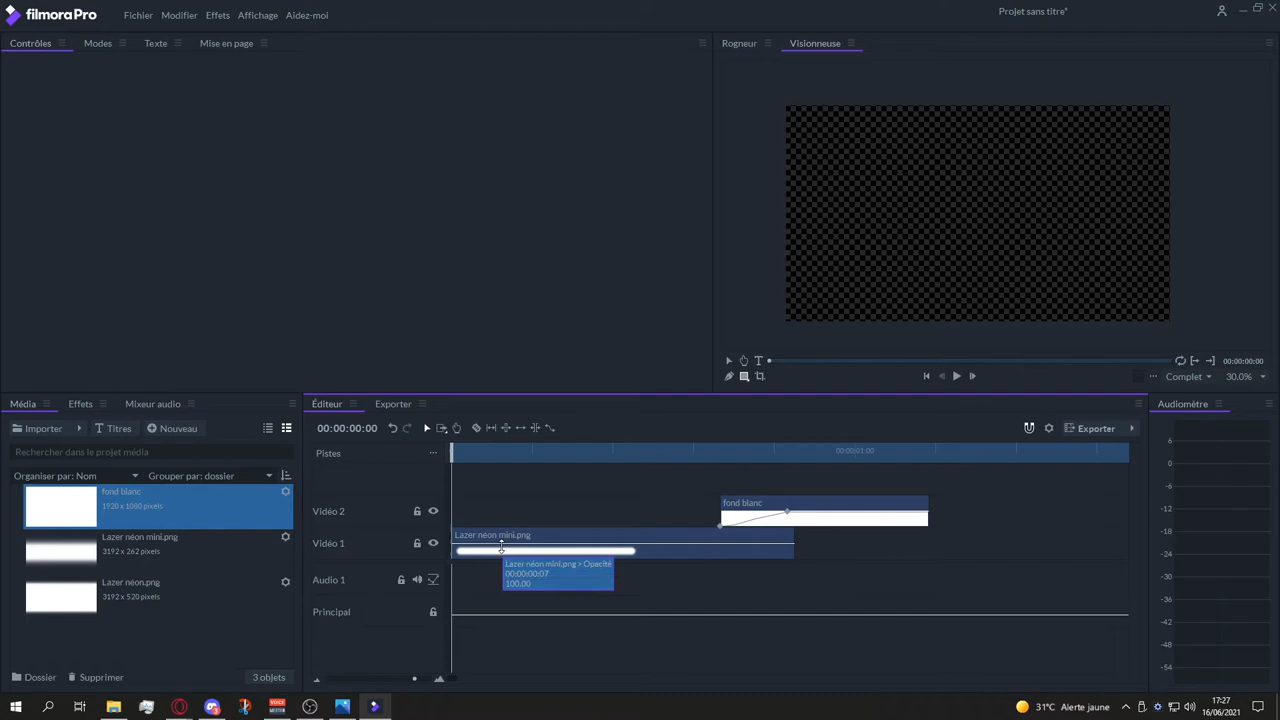 filmoraPro
Fichier Modifier Effets Affichage Aidez-moi
Projet sans titre*
Contrôles Modes Texte Mise en page
Rogneur Visionneuse
00:00:00:00
Complet 30.0%
Média Effets Mixeur audio
Importer Titres Nouveau
Rechercher dans le projet média
Organiser par: Nom Grouper par: dossier
fond blanc
1920 x 1080 pixels
Lazer néon mini.png
3192 x 262 pixels
Lazer néon.png
3192 x 520 pixels
Dossier Supprimer 3 objets
Éditeur Exporter
00:00:00:00
Exporter
Pistes
00:00:01:00
Vidéo 2
fond blanc
Vidéo 1
Lazer néon mini.png
Lazer néon mini.png • Opacité
00:00:00:07
100.00
Audio 1
Principal
Audiomètre
6
0
-6
-12
-18
-24
-30
-36
-42
-48
-54
31°C Alerte jaune
17:27
16/06/2021